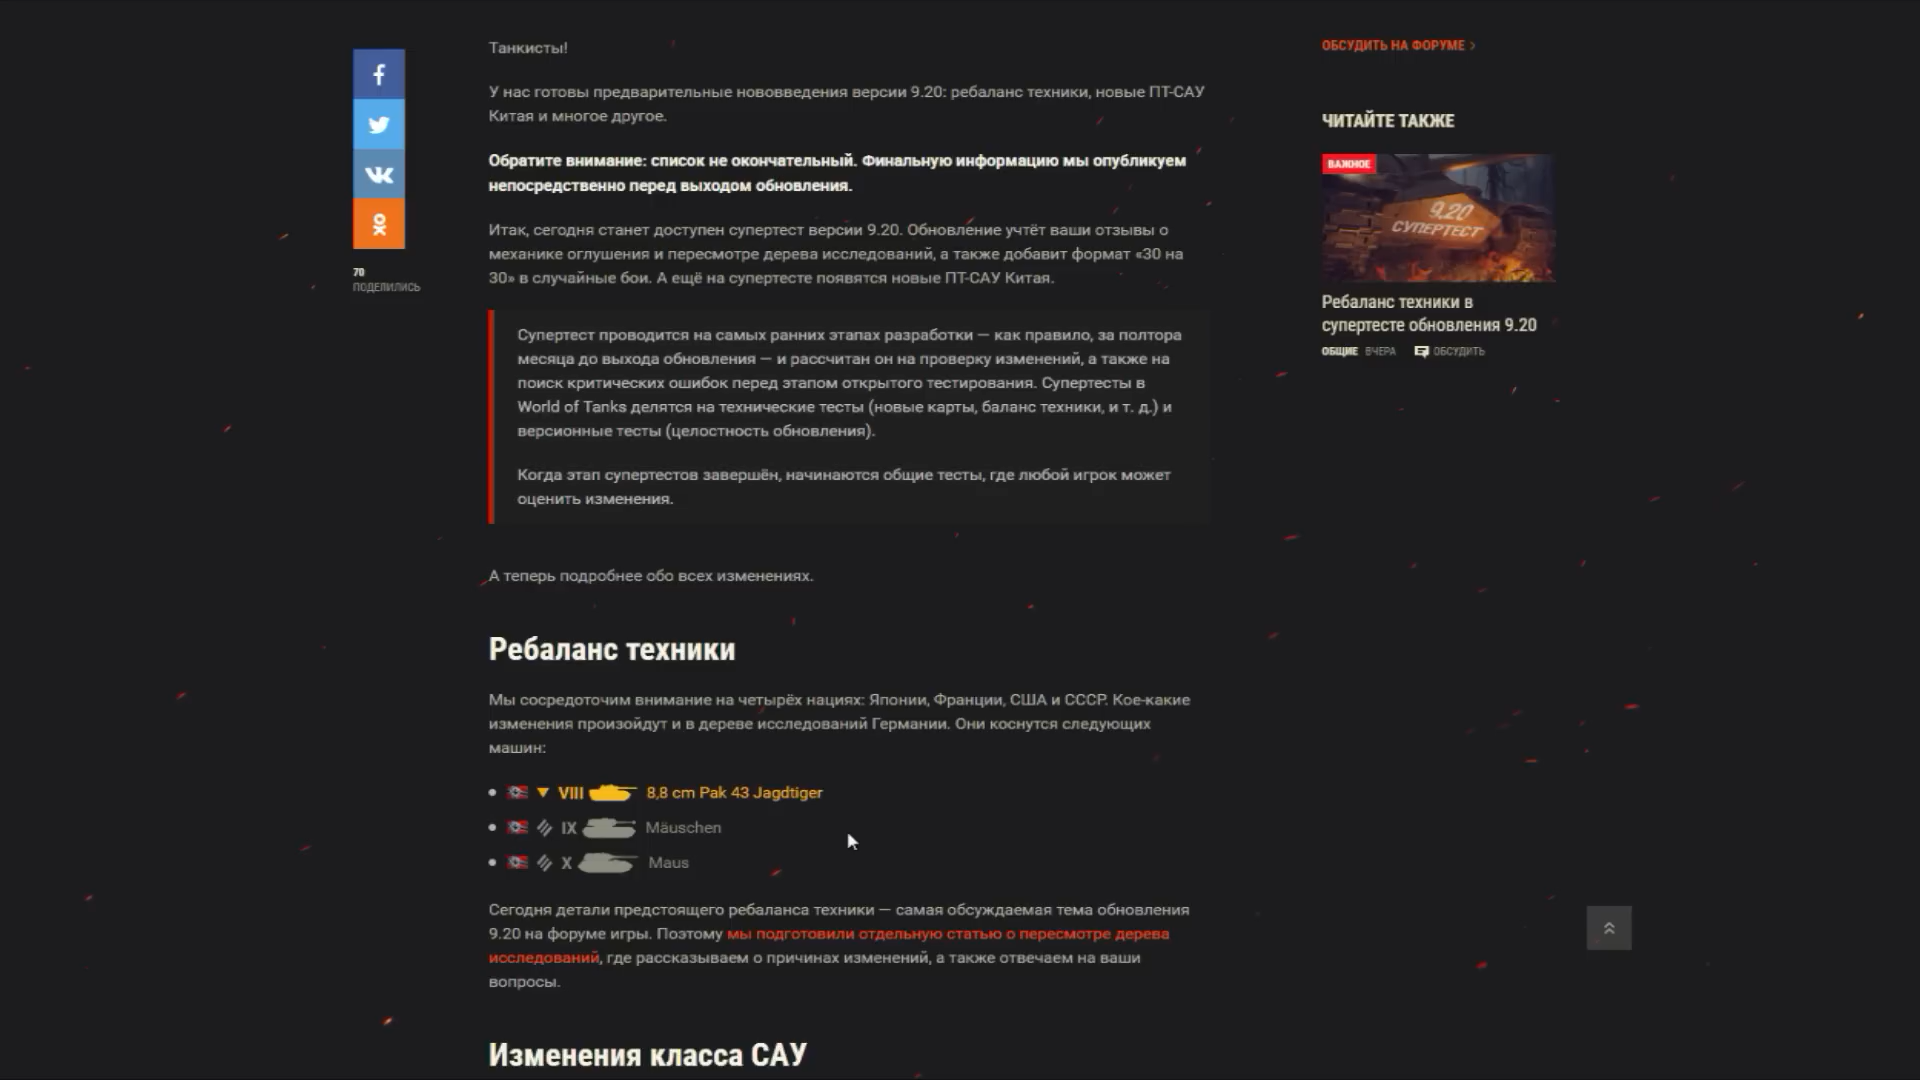 Танкисты!
У нас готовы предварительные нововведения версии 9.20: ребаланс техники, новые ПТ-САУ
Китая и многое другое.
Обратите внимание: список не окончательный. Финальную информацию мы опубликуем
непосредственно перед выходом обновления.
Итак, сегодня станет доступен супертест версии 9.20. Обновление учтёт ваши отзывы о
механике оглушения и пересмотре дерева исследований, а также добавит формат «30 на
30» в случайные бои. А ещё на супертесте появятся новые ПТ-САУ Китая.
Супертест проводится на самых ранних этапах разработки — как правило, за полтора
месяца до выхода обновления — и рассчитан он на проверку изменений, а также на
поиск критических ошибок перед этапом открытого тестирования. Супертесты в
World of Tanks делятся на технические тесты (новые карты, баланс техники, и т. д.) и
версионные тесты (целостность обновления).
Когда этап супертестов завершён, начинаются общие тесты, где любой игрок может
оценить изменения.
А теперь подробнее обо всех изменениях.
Ребаланс техники
Мы сосредоточим внимание на четырёх нациях: Японии, Франции, США и СССР. Кое-какие
изменения произойдут и в дереве исследований Германии. Они коснутся следующих
машин:
VIII 8,8 cm Pak 43 Jagdtiger
IX Mäuschen
X Maus
Сегодня детали предстоящего ребаланса техники — самая обсуждаемая тема обновления
9.20 на форуме игры. Поэтому мы подготовили отдельную статью о пересмотре дерева
исследований, где рассказываем о причинах изменений, а также отвечаем на ваши
вопросы.
Изменения класса САУ
70
ПОДЕЛИЛИСЬ
ОБСУДИТЬ НА ФОРУМЕ
ЧИТАЙТЕ ТАКЖЕ
ВАЖНОЕ
9.20
СУПЕРТЕСТ
Ребаланс техники в
супертесте обновления 9.20
ОБЩИЕ ВЧЕРА ОБСУДИТЬ